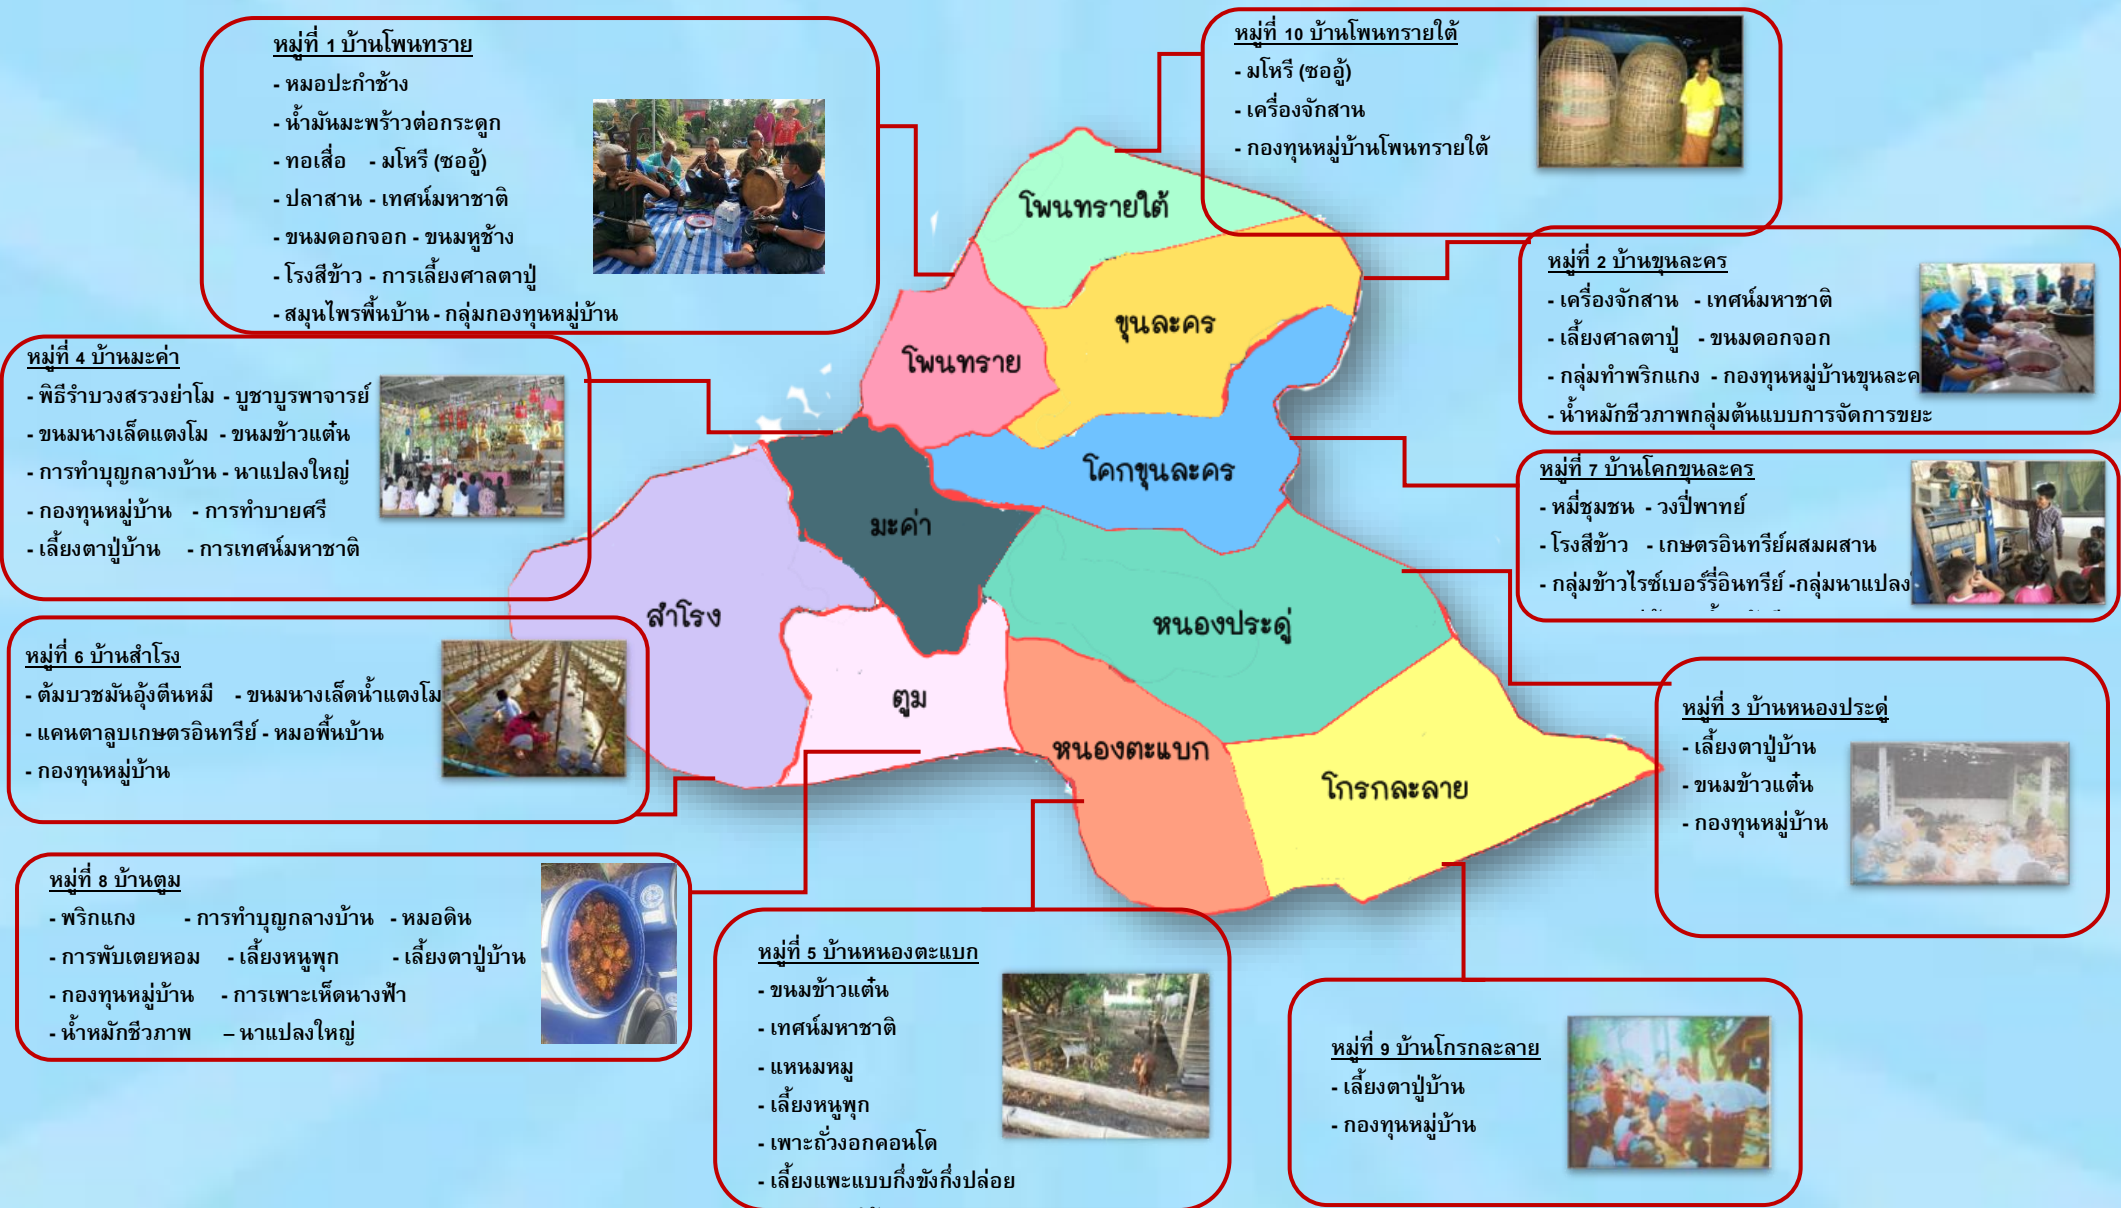 หมู่ที่ 1 บ้านโพนทราย
- หมอปะกำช้าง
- น้ำมันมะพร้าวต่อกระดูก
- ทอเสื่อ - มโหรี (ซออู้)
- ปลาสาน - เทศน์มหาชาติ
- ขนมดอกจอก - ขนมหูช้าง
- โรงสีข้าว - การเลี้ยงศาลตาปู่
- สมุนไพรพื้นบ้าน - กลุ่มกองทุนหมู่บ้าน
หมู่ที่ 10 บ้านโพนทรายใต้
- มโหรี (ซออู้)
- เครื่องจักสาน
- กองทุนหมู่บ้านโพนทรายใต้
หมู่ที่ 2 บ้านขุนละคร
- เครื่องจักสาน - เทศน์มหาชาติ
- เลี้ยงศาลตาปู่ - ขนมดอกจอก
- กลุ่มทำพริกแกง - กองทุนหมู่บ้านขุนละค
- น้ำหมักชีวภาพกลุ่มต้นแบบการจัดการขยะ
หมู่ที่ 4 บ้านมะค่า
- พิธีรำบวงสรวงย่าโม - บูชาบูรพาจารย์
- ขนมนางเล็ดแตงโม - ขนมข้าวแต๋น
- การทำบุญกลางบ้าน - นาแปลงใหญ่
- กองทุนหมู่บ้าน - การทำบายศรี
- เลี้ยงตาปู่บ้าน - การเทศน์มหาชาติ
หมู่ที่ 7 บ้านโคกขุนละคร
- หมี่ชุมชน - วงปี่พาทย์
- โรงสีข้าว - เกษตรอินทรีย์ผสมผสาน
- กลุ่มข้าวไรซ์เบอร์รี่อินทรีย์ -กลุ่มนาแปลง
โพนทรายใต้
ขุนละคร
โพนทราย
โคกขุนละคร
มะค่า
สำโรง
หนองประดู่
ตูม
หนองตะแบก
โกรกละลาย
หมู่ที่ 6 บ้านสำโรง
- ต้มบวชมันอุ้งตีนหมี - ขนมนางเล็ดน้ำแตงโม
- แคนตาลูบเกษตรอินทรีย์ - หมอพื้นบ้าน
- กองทุนหมู่บ้าน
หมู่ที่ 3 บ้านหนองประดู่
- เลี้ยงตาปู่บ้าน
- ขนมข้าวแต๋น
- กองทุนหมู่บ้าน
หมู่ที่ 8 บ้านตูม
- พริกแกง - การทำบุญกลางบ้าน - หมอดิน
- การพับเตยหอม - เลี้ยงหนูพุก - เลี้ยงตาปู่บ้าน
- กองทุนหมู่บ้าน - การเพาะเห็ดนางฟ้า
- น้ำหมักชีวภาพ – นาแปลงใหญ่
หมู่ที่ 5 บ้านหนองตะแบก
- ขนมข้าวแต๋น
- เทศน์มหาชาติ
- แหนมหมู
- เลี้ยงหนูพุก
- เพาะถั่วงอกคอนโด
- เลี้ยงแพะแบบกึ่งขังกึ่งปล่อย
หมู่ที่ 9 บ้านโกรกละลาย
- เลี้ยงตาปู่บ้าน
- กองทุนหมู่บ้าน